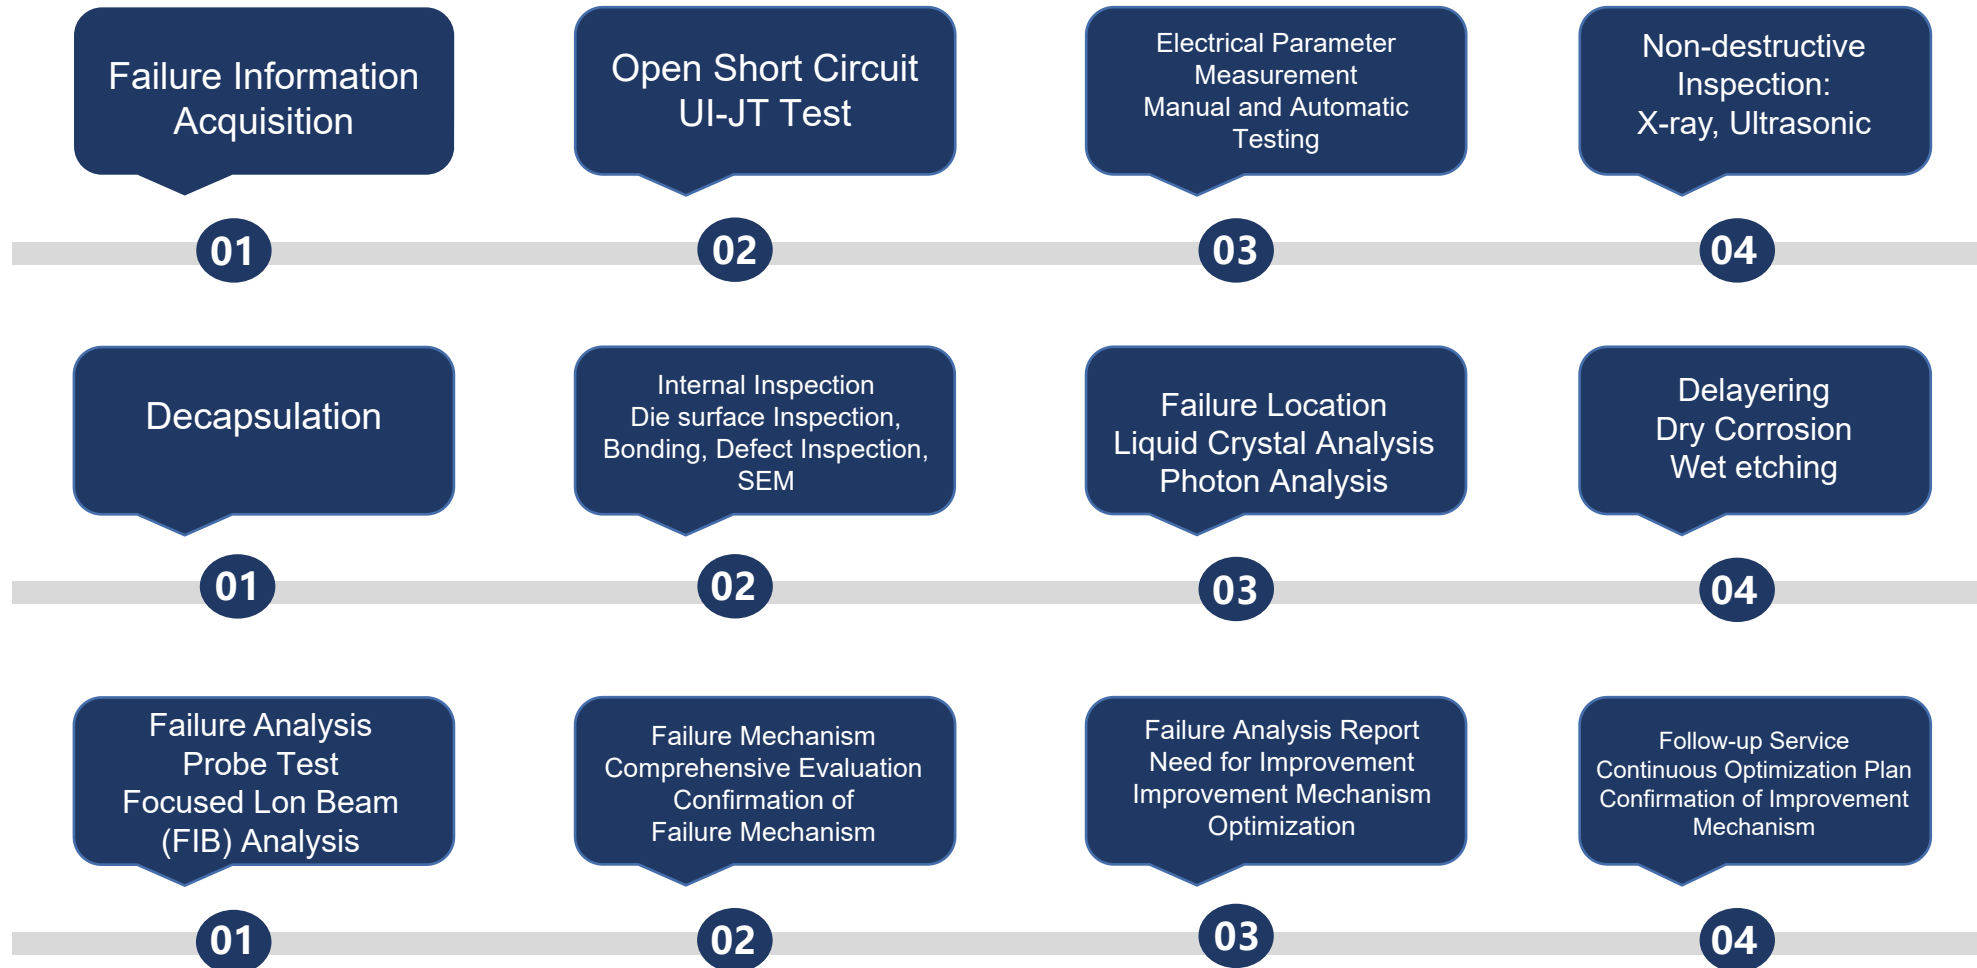 Failure Information
Acquisition
Open Short Circuit
UI-JT Test
Electrical Parameter
Measurement
Manual and Automatic
Testing
Non-destructive
Inspection:
X-ray, Ultrasonic
01
02
03
04
Decapsulation
Internal Inspection
Die surface Inspection,
Bonding, Defect Inspection,
SEM
Failure Location
Liquid Crystal Analysis
Photon Analysis
Delayering
Dry Corrosion
Wet etching
01
02
03
04
Failure Analysis
Probe Test
Focused Lon Beam
(FIB) Analysis
Failure Mechanism
Comprehensive Evaluation
Confirmation of
Failure Mechanism
Failure Analysis Report
Need for Improvement
Improvement Mechanism
Optimization
Follow-up Service
Continuous Optimization Plan
Confirmation of Improvement
Mechanism
01
02
03
04